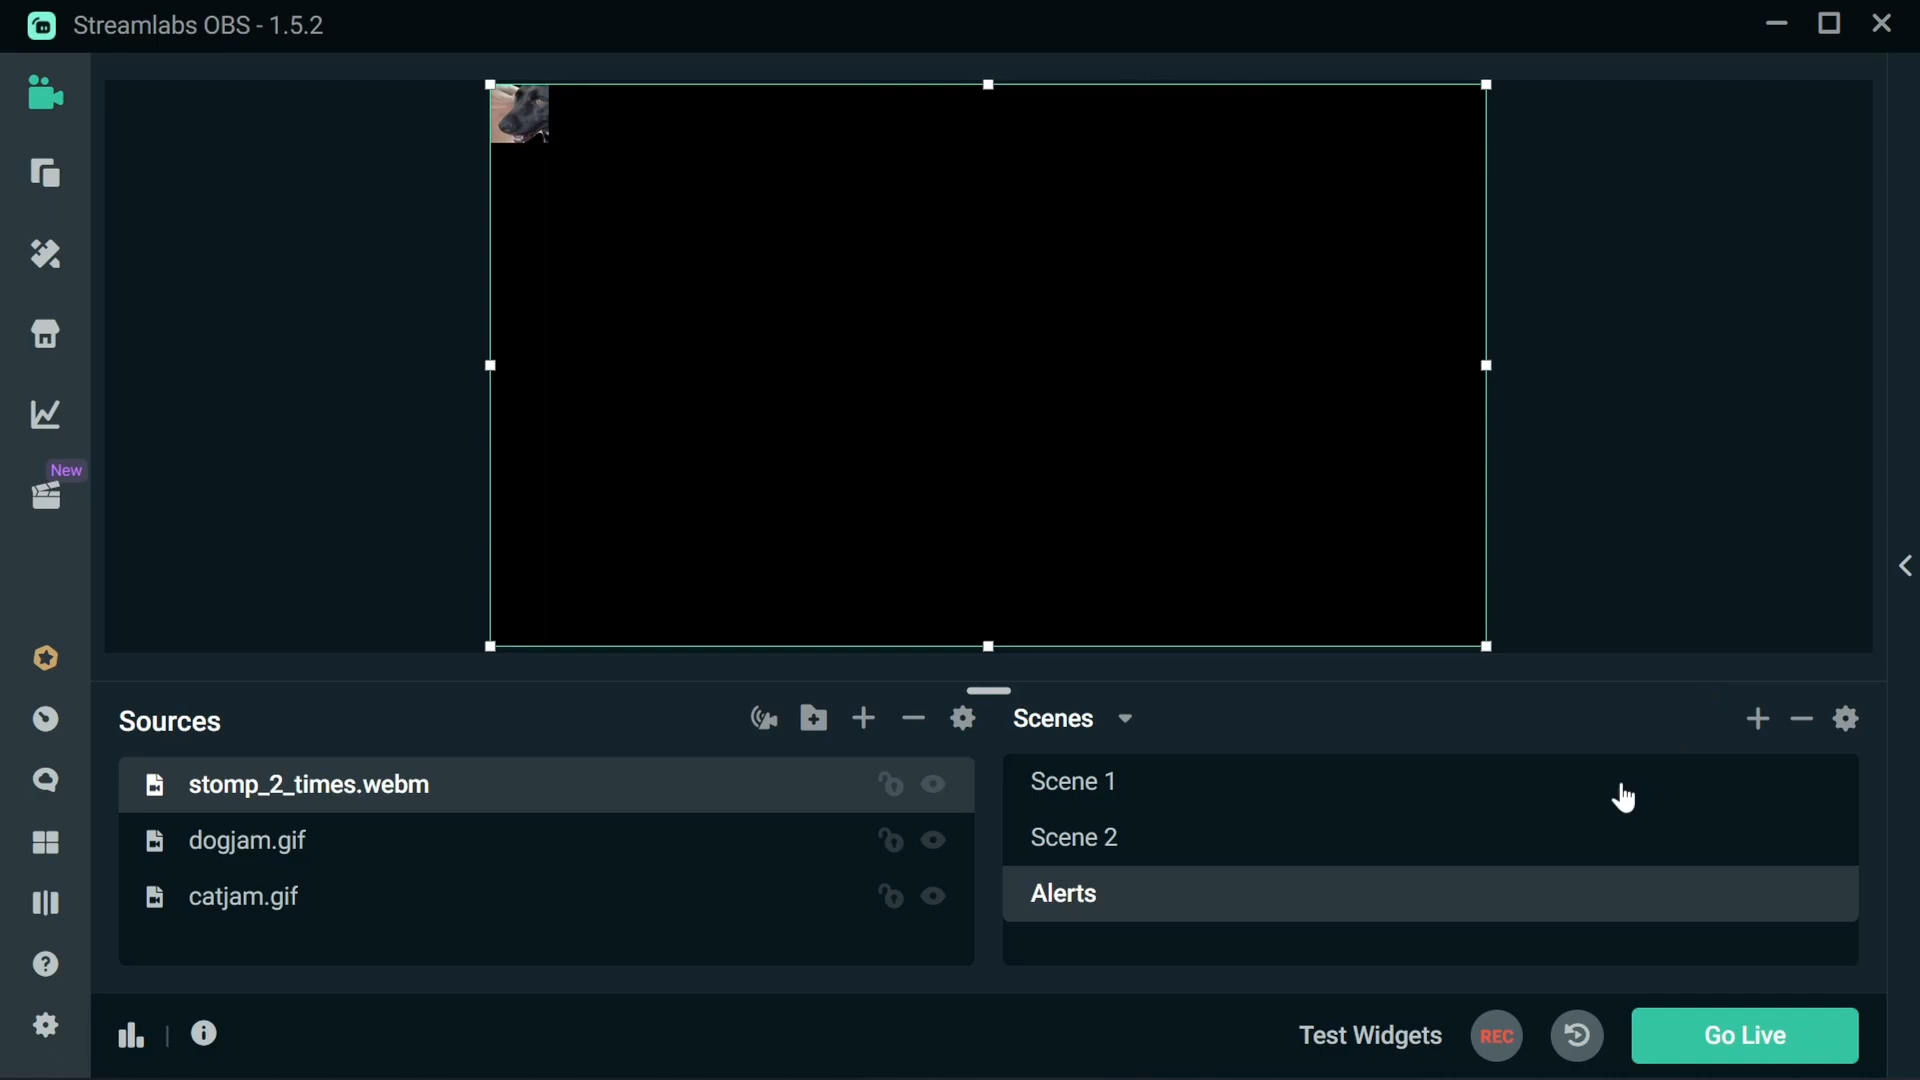 Streamlabs OBS - 1.5.2
New
Sources
Scenes
stomp_2_times.webm
dogjam.gif
catjam.gif
Scene 1
Scene 2
Alerts
Test Widgets
REC
Go Live